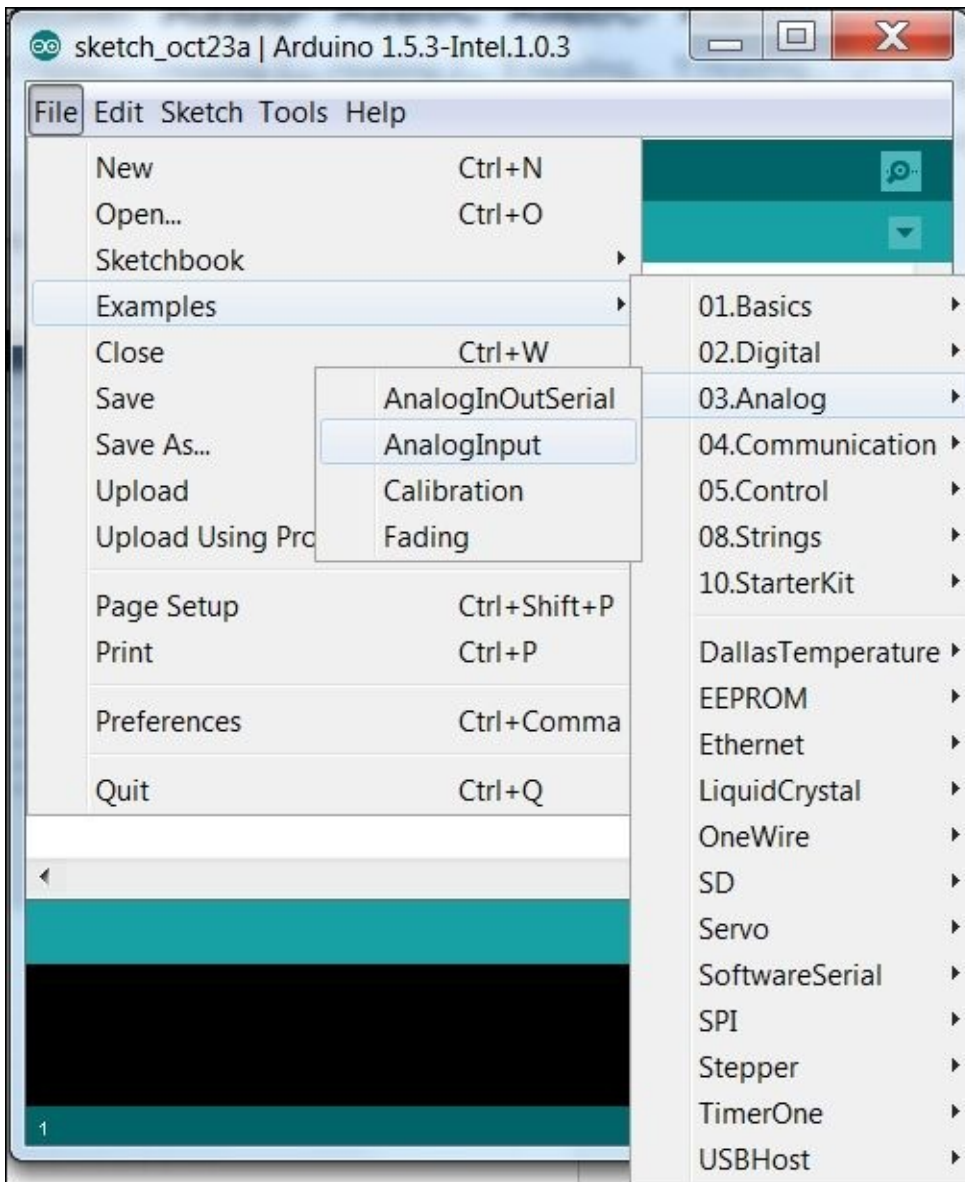 sketch_oct23a | Arduino 1.5.3-Intel.1.0.3
File Edit Sketch Tools Help
New Ctrl+N
Open... Ctrl+O
Sketchbook
Examples
Close Ctrl+W
Save
Save As...
Upload
Upload Using Pro
Page Setup Ctrl+Shift+P
Print Ctrl+P
Preferences Ctrl+Comma
Quit Ctrl+Q
01.Basics
02.Digital
03.Analog
04.Communication
05.Control
08.Strings
10.StarterKit
DallasTemperature
EEPROM
Ethernet
LiquidCrystal
OneWire
SD
Servo
SoftwareSerial
SPI
Stepper
TimerOne
USBHost
AnalogInOutSerial
AnalogInput
Calibration
Fading
1